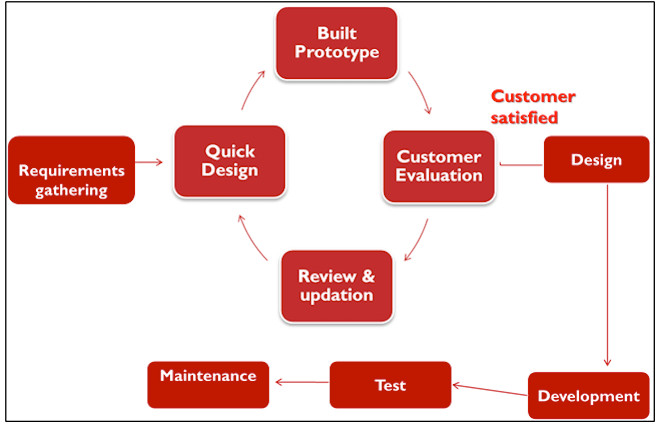 Built
Prototype
Customer
satisfied
Requirements
gathering
Quick
Design
Customer
Evaluation
Design
Review &
updation
Maintenance
Test
Development